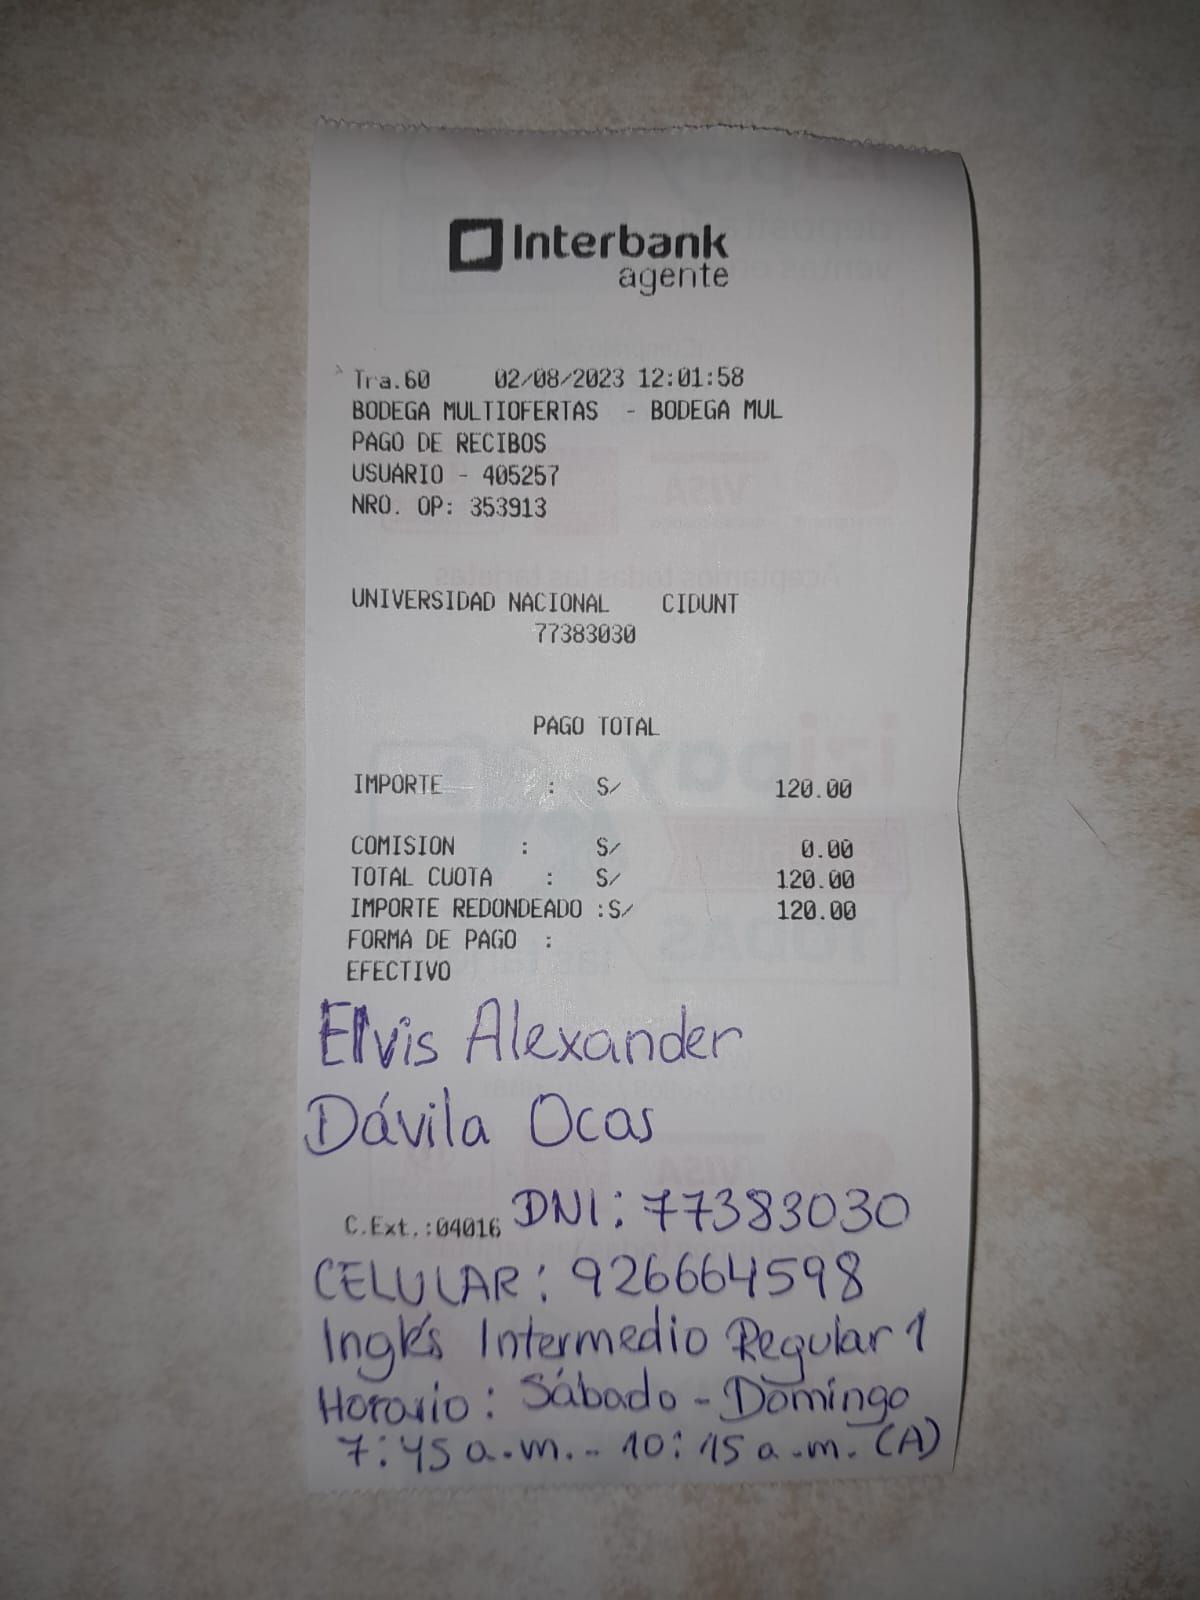 Interbank
agente
Tra.60 02/08/2023 12:01:58
BODEGA MULTIOFERTAS - BODEGA MUL
PAGO DE RECIBOS
USUARIO - 405257
NRO. OP: 353913
UNIVERSIDAD NACIONAL CIDUNT
77383030
PAGO TOTAL
IMPORTE : S/ 120.00
COMISION : S/ 0.00
TOTAL CUOTA : S/ 120.00
IMPORTE REDONDEADO :S/ 120.00
FORMA DE PAGO :
EFECTIVO
Elvis Alexander
Dávila Ocas
C.Ext.:04016 DNI: 77383030
CELULAR: 926664598
Inglés Intermedio Regular 1
Horario: Sábado - Domingo
7:45 a.m. - 10:15 a.m. (A)